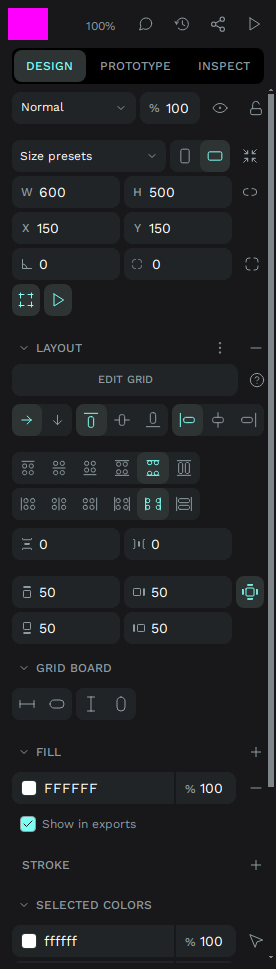 100%
DESIGN PROTOTYPE INSPECT
Normal % 100
Size presets
W 600 H 500
X 150 Y 150
0 0
LAYOUT
EDIT GRID ?
0 0
50 50
50 50
GRID BOARD
FILL
FFFFFF % 100
Show in exports
STROKE
SELECTED COLORS
ffffff % 100